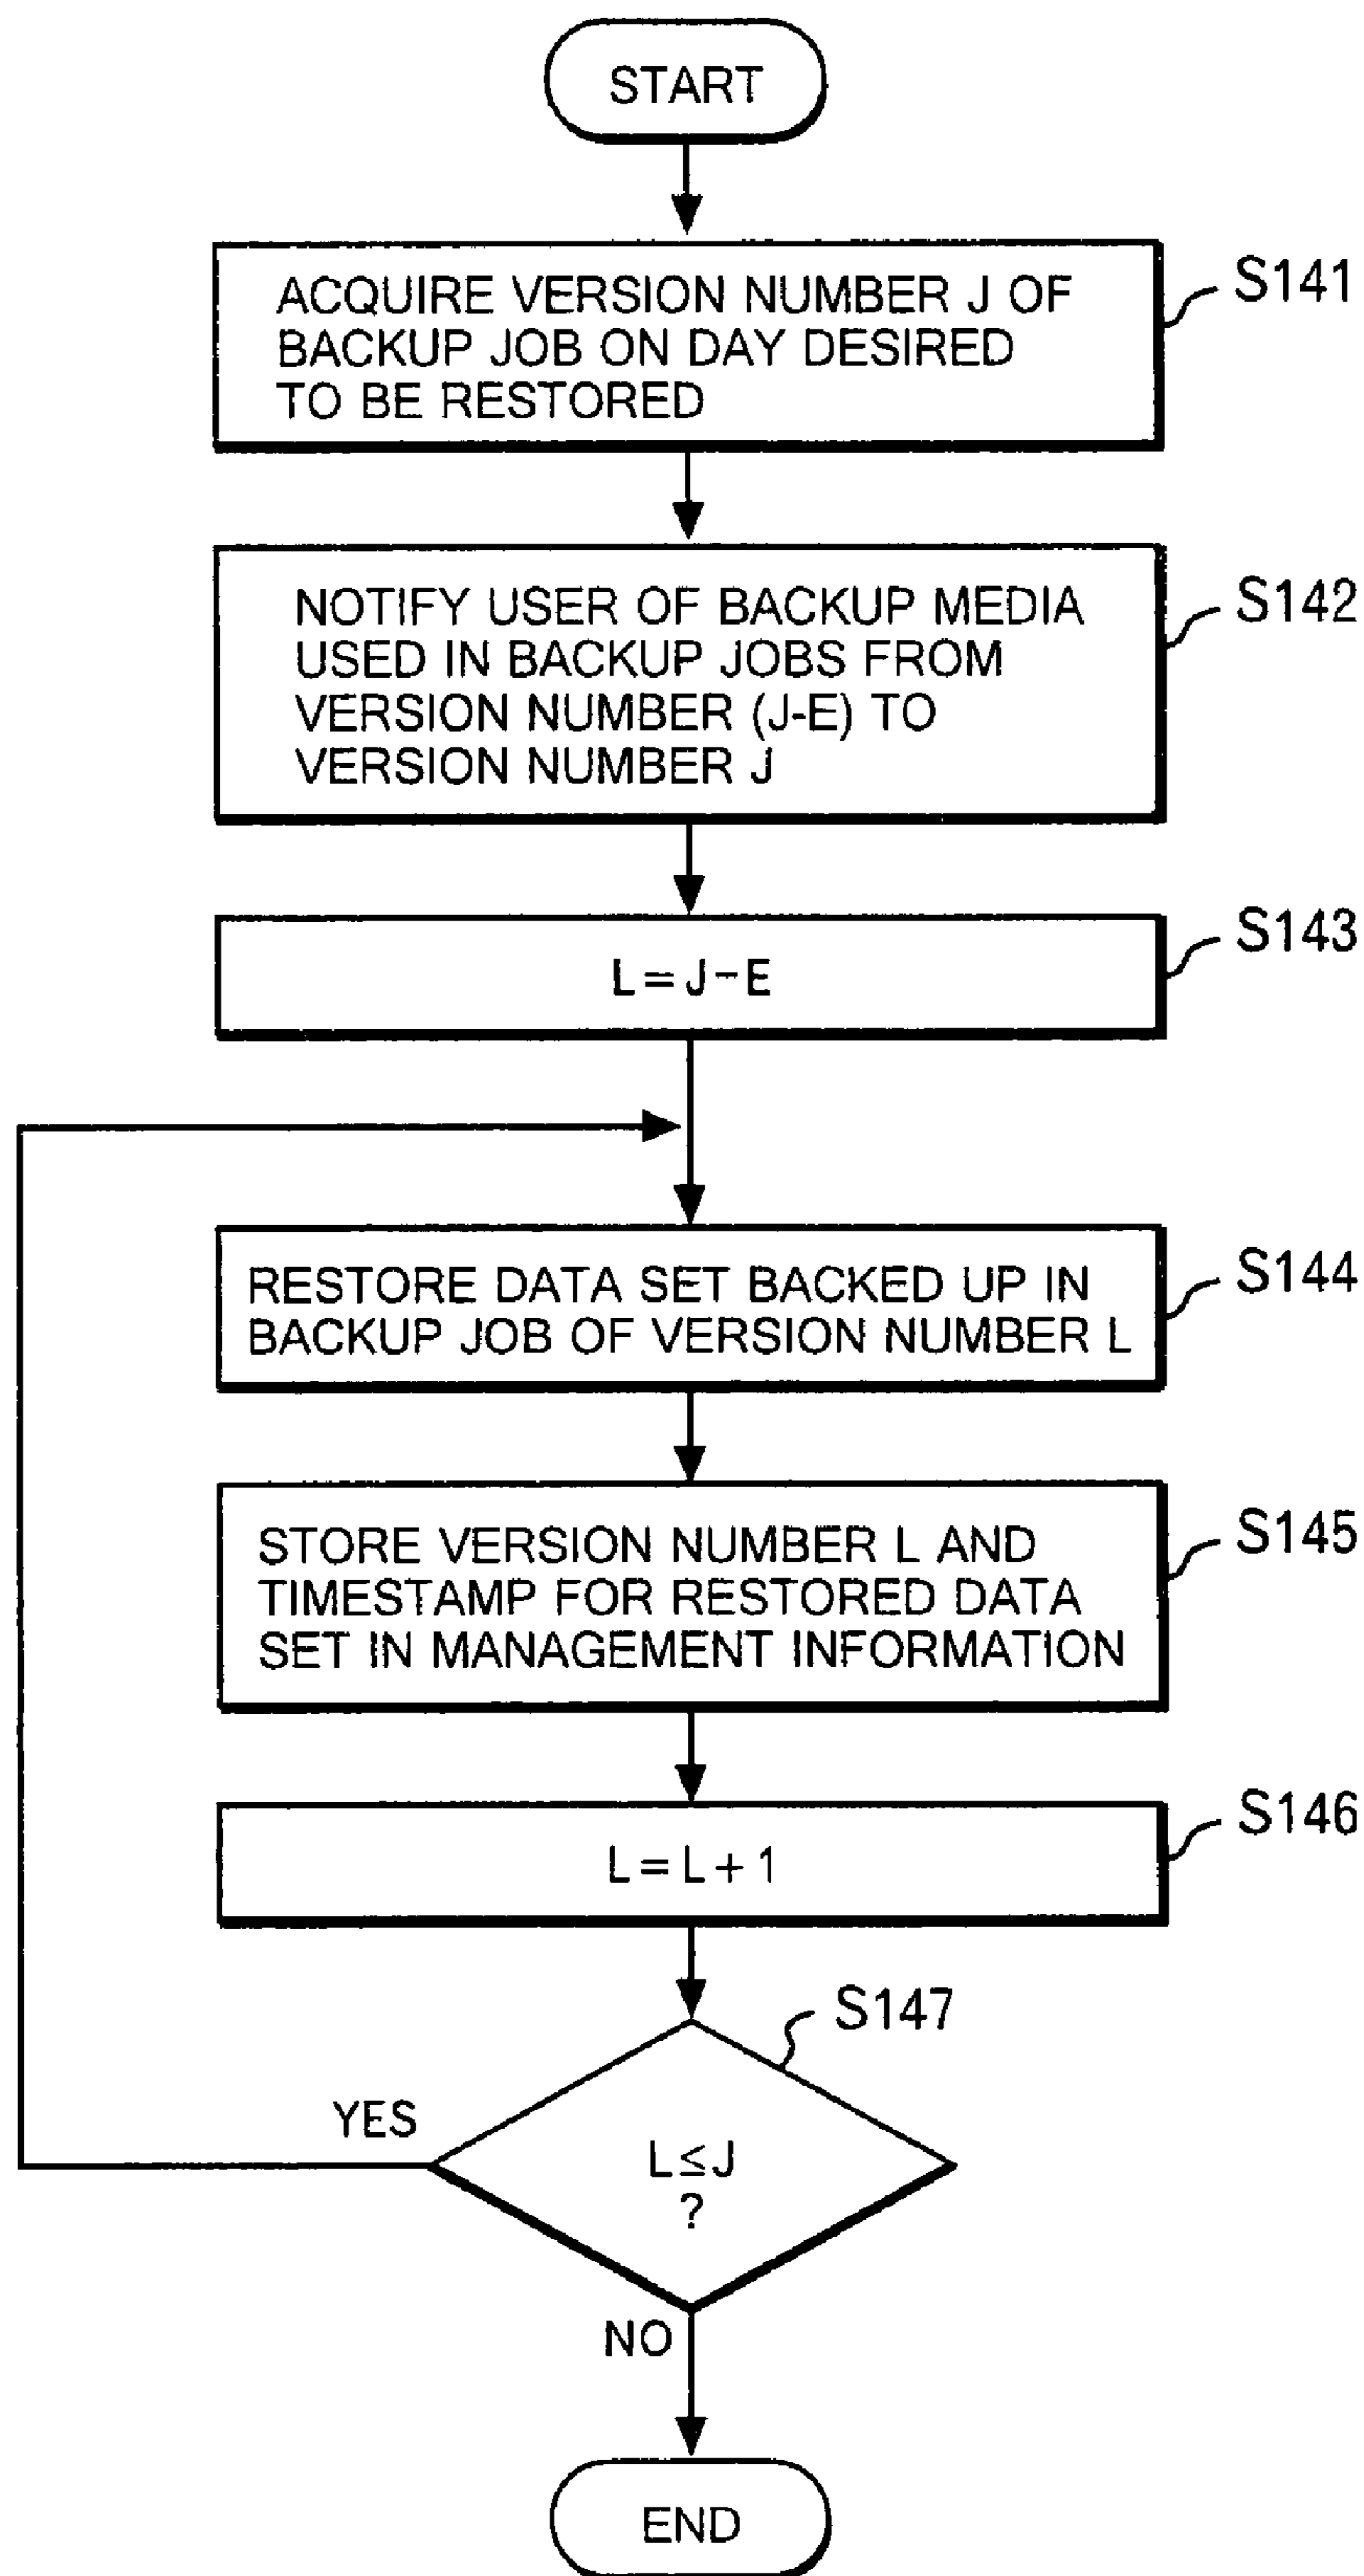 START
ACQUIRE VERSION NUMBER J OF
BACKUP JOB ON DAY DESIRED
TO BE RESTORED
S141
NOTIFY USER OF BACKUP MEDIA
USED IN BACKUP JOBS FROM
VERSION NUMBER (J-E) TO
VERSION NUMBER J
S142
L=J-E
S143
RESTORE DATA SET BACKED UP IN
BACKUP JOB OF VERSION NUMBER L
S144
STORE VERSION NUMBER L AND
TIMESTAMP FOR RESTORED DATA
SET IN MANAGEMENT INFORMATION
S145
L=L+1
S146
S147
YES
L≤J
?
NO
END